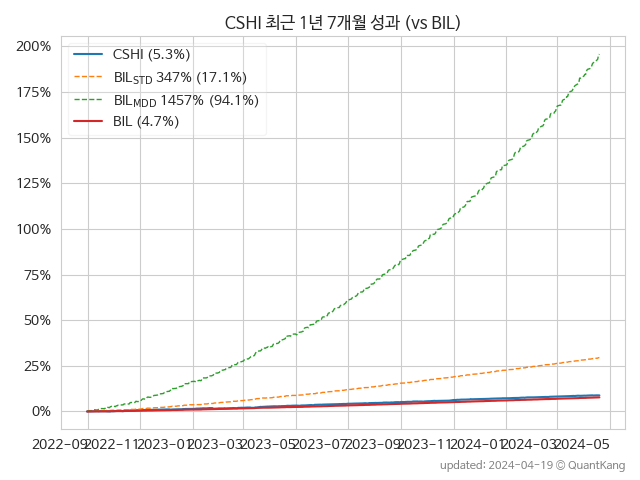 CSHI 최근 1년 7개월 성과 (vs BIL)
200%
175%
150%
125%
100%
75%
50%
25%
0%
CSHI (5.3%)
BIL_STD 347% (17.1%)
BIL_MDD 1457% (94.1%)
BIL (4.7%)
2022-09 2022-11 2023-01 2023-03 2023-05 2023-07 2023-09 2023-11 2024-01 2024-03 2024-05
updated: 2024-04-19 © QuantKang